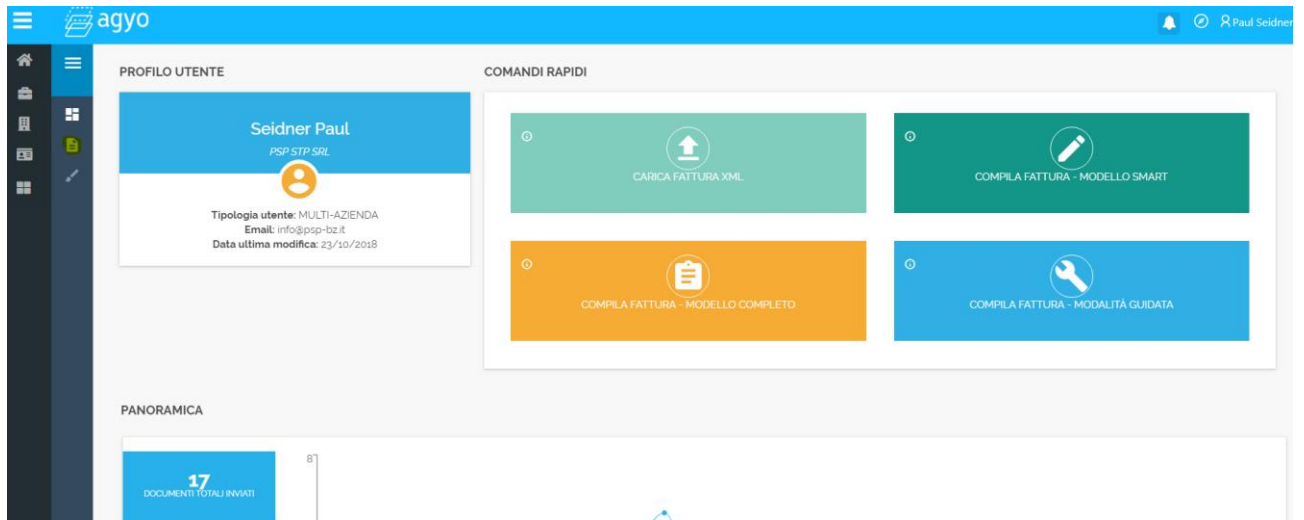 agyo
Paul Seidner
PROFILO UTENTE
Seidner Paul
PSP STP SRL
Tipologia utente: MULTI-AZIENDA
Email: info@psp-bz.it
Data ultima modifica: 23/10/2018
COMANDI RAPIDI
CARICA FATTURA XML
COMPILA FATTURA - MODELLO SMART
COMPILA FATTURA - MODELLO COMPLETO
COMPILA FATTURA - MODALITÀ GUIDATA
PANORAMICA
17
DOCUMENTI TOTALI INVIATI
8